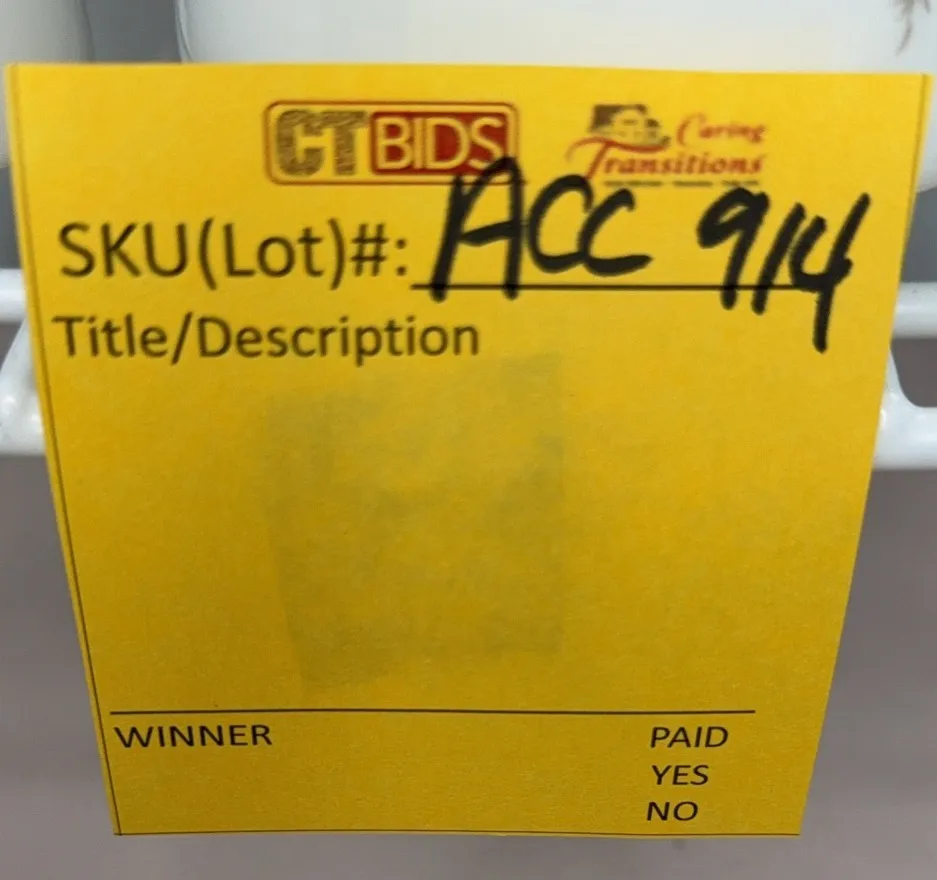 CTBIDS Caring
Transitions
SKU(Lot)#: ACC 914
Title/Description
WINNER PAID
YES
NO